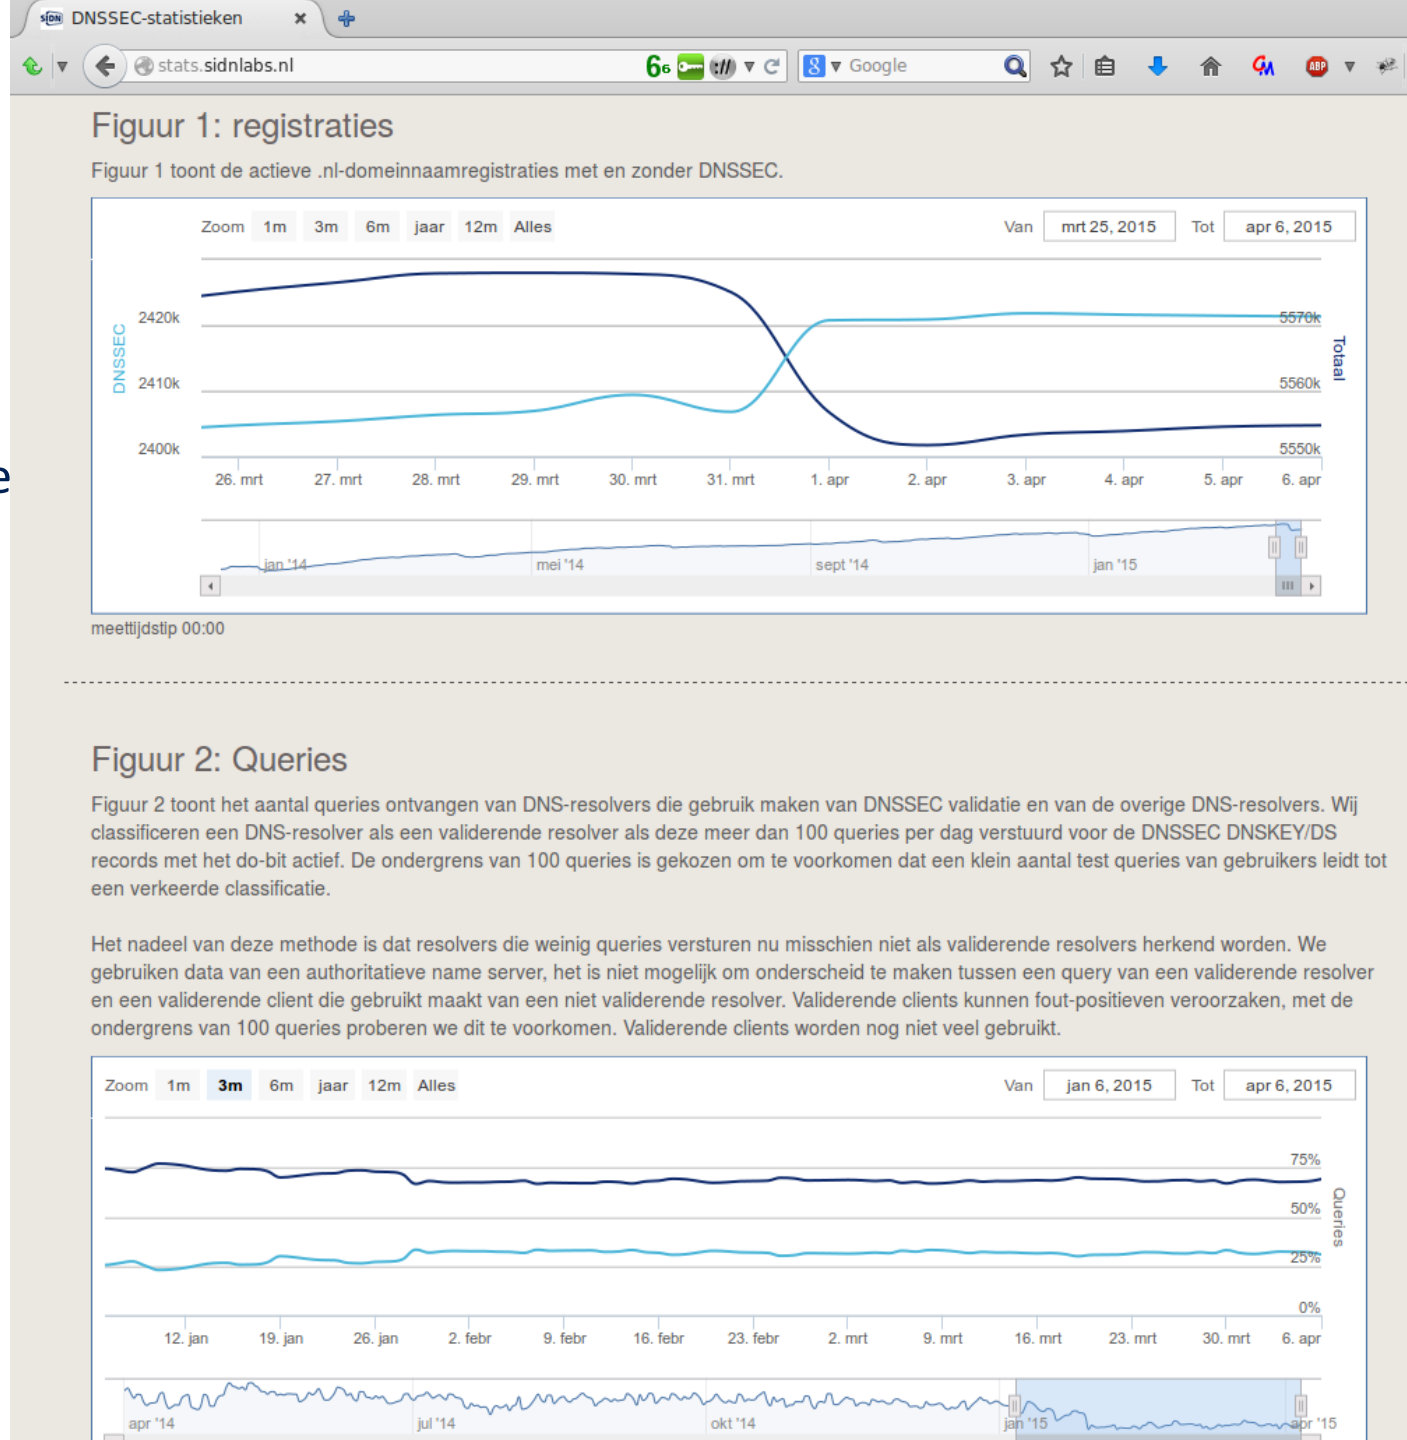 SIDN DNSSEC-statistieken
stats.sidnlabs.nl
66
://
8 Google
ABP
Figuur 1: registraties
Figuur 1 toont de actieve .nl-domeinnaamregistraties met en zonder DNSSEC.
Zoom 1m 3m 6m jaar 12m Alles Van mrt 25, 2015 Tot apr 6, 2015
DNSSEC
2420k
2410k
2400k
5570k
5560k
5550k
Totaal
e
26. mrt 27. mrt 28. mrt 29. mrt 30. mrt 31. mrt 1. apr 2. apr 3. apr 4. apr 5. apr 6. apr
jan '14 mei '14 sept '14 jan '15
meettijdstip 00:00
Figuur 2: Queries
Figuur 2 toont het aantal queries ontvangen van DNS-resolvers die gebruik maken van DNSSEC validatie en van de overige DNS-resolvers. Wij
classificeren een DNS-resolver als een validerende resolver als deze meer dan 100 queries per dag verstuurd voor de DNSSEC DNSKEY/DS
records met het do-bit actief. De ondergrens van 100 queries is gekozen om te voorkomen dat een klein aantal test queries van gebruikers leidt tot
een verkeerde classificatie.
Het nadeel van deze methode is dat resolvers die weinig queries versturen nu misschien niet als validerende resolvers herkend worden. We
gebruiken data van een authoritatieve name server, het is niet mogelijk om onderscheid te maken tussen een query van een validerende resolver
en een validerende client die gebruikt maakt van een niet validerende resolver. Validerende clients kunnen fout-positieven veroorzaken, met de
ondergrens van 100 queries proberen we dit te voorkomen. Validerende clients worden nog niet veel gebruikt.
Zoom 1m 3m 6m jaar 12m Alles Van jan 6, 2015 Tot apr 6, 2015
75%
50%
25%
0%
Queries
12. jan 19. jan 26. jan 2. febr 9. febr 16. febr 23. febr 2. mrt 9. mrt 16. mrt 23. mrt 30. mrt 6. apr
apr '14 jul '14 okt '14 jan '15 apr '15